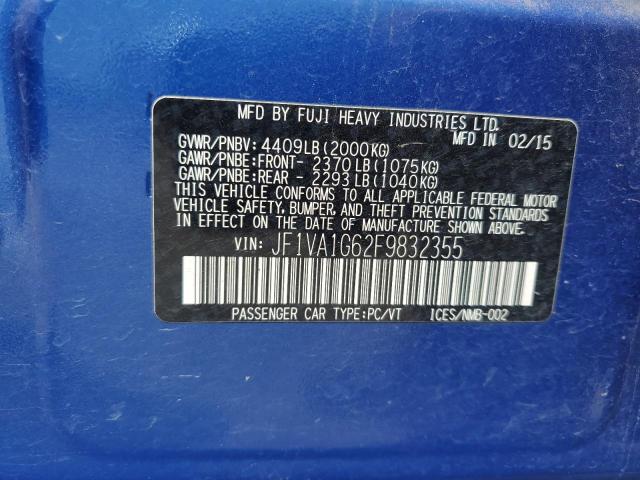 MFD BY FUJI HEAVY INDUSTRIES LTD.
GVWR/PNBV: 4409LB(2000KG) MFD IN 02/15
GAWR/PNBE:FRONT- 2370LB(1075KG)
GAWR/PNBE:REAR - 2293LB(1040KG)
THIS VEHICLE CONFORMS TO ALL APPLICABLE FEDERAL MOTOR
VEHICLE SAFETY, BUMPER, AND THEFT PREVENTION STANDARDS
IN EFFECT ON THE DATE OF MANUFACTURE SHOWN ABOVE.
VIN: JF1VA1G62F9832355
PASSENGER CAR TYPE:PC/VT ICES/NMB-002